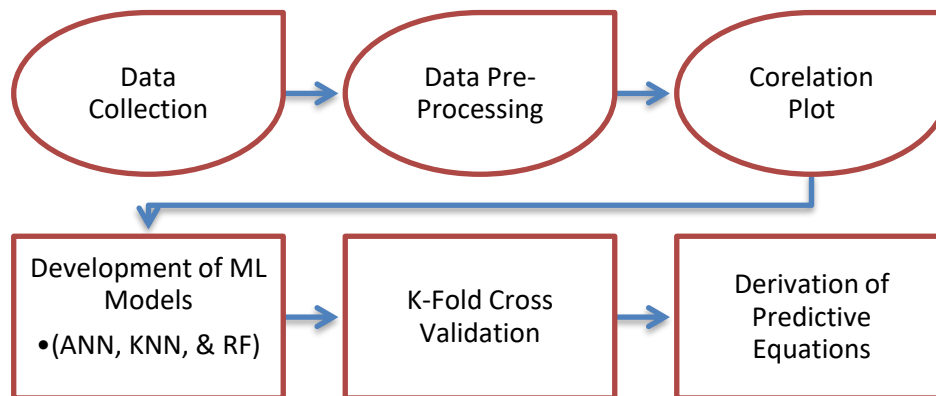 Data
Collection
Data Pre-
Processing
Corelation
Plot
Development of ML
Models
•(ANN, KNN, & RF)
K-Fold Cross
Validation
Derivation of
Predictive
Equations